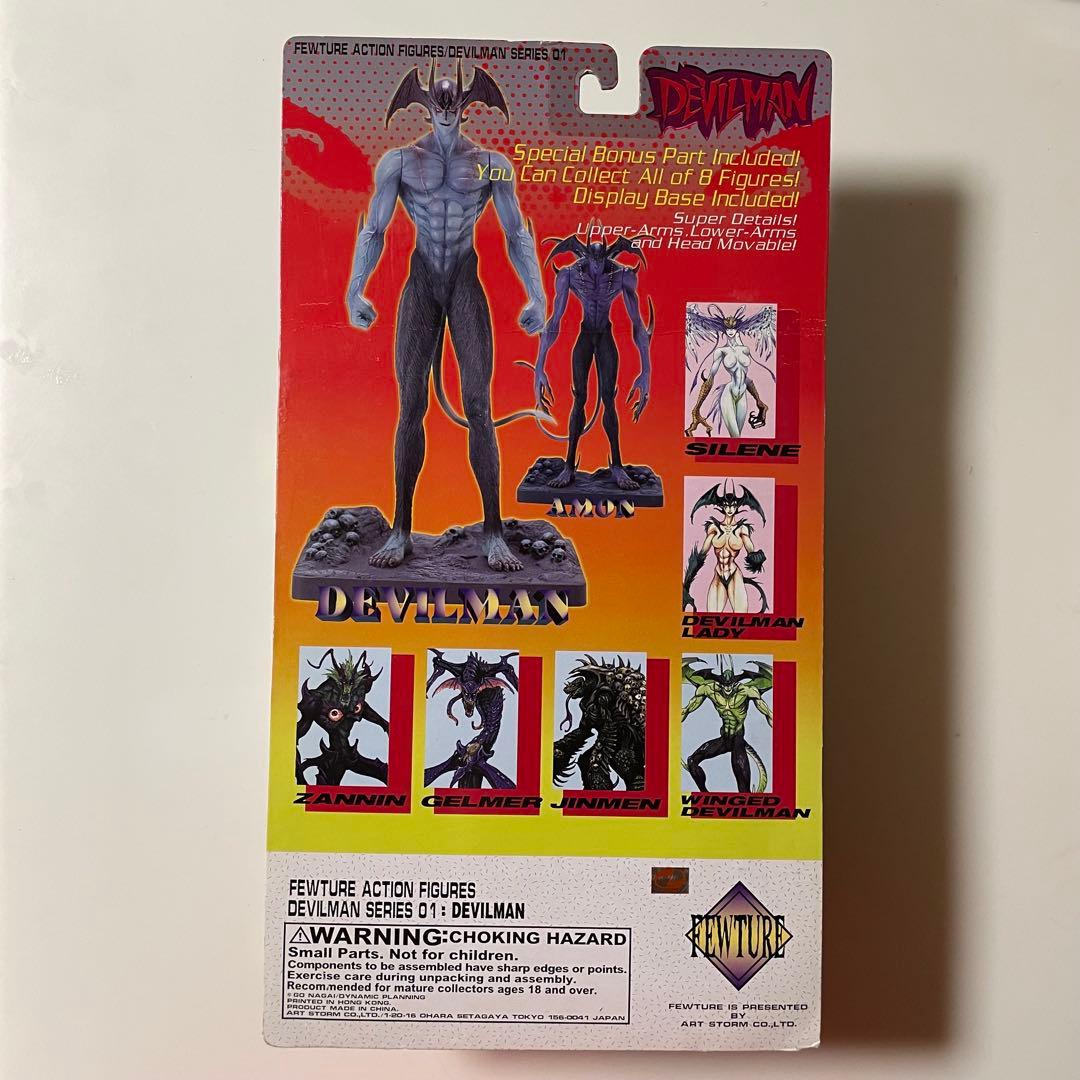 FEWTURE ACTION FIGURES/DEVILMAN SERIES 01
DEVILMAN
Special Bonus Part Included!
You Can Collect All of 8 Figures!
Display Base Included!
Super Details!
Upper-Arms,Lower-Arms
and Head Movable!
SILENE
AMON
DEVILMAN
DEVILMAN
LADY
ZANNIN
GELMER
JINMEN
WINGED
DEVILMAN
FEWTURE ACTION FIGURES
DEVILMAN SERIES 01: DEVILMAN
⚠WARNING:CHOKING HAZARD
Small Parts. Not for children.
Components to be assembled have sharp edges or points.
Exercise care during unpacking and assembly.
Recommended for mature collectors ages 18 and over.
©GO NAGAI/DYNAMIC PLANNING
PRINTED IN HONG KONG.
PRODUCT MADE IN CHINA.
ART STORM CO.,LTD./1-20-16 OHARA SETAGAYA TOKYO 156-0041 JAPAN
FEWTURE
FEWTURE IS PRESENTED
BY
ART STORM CO.,LTD.